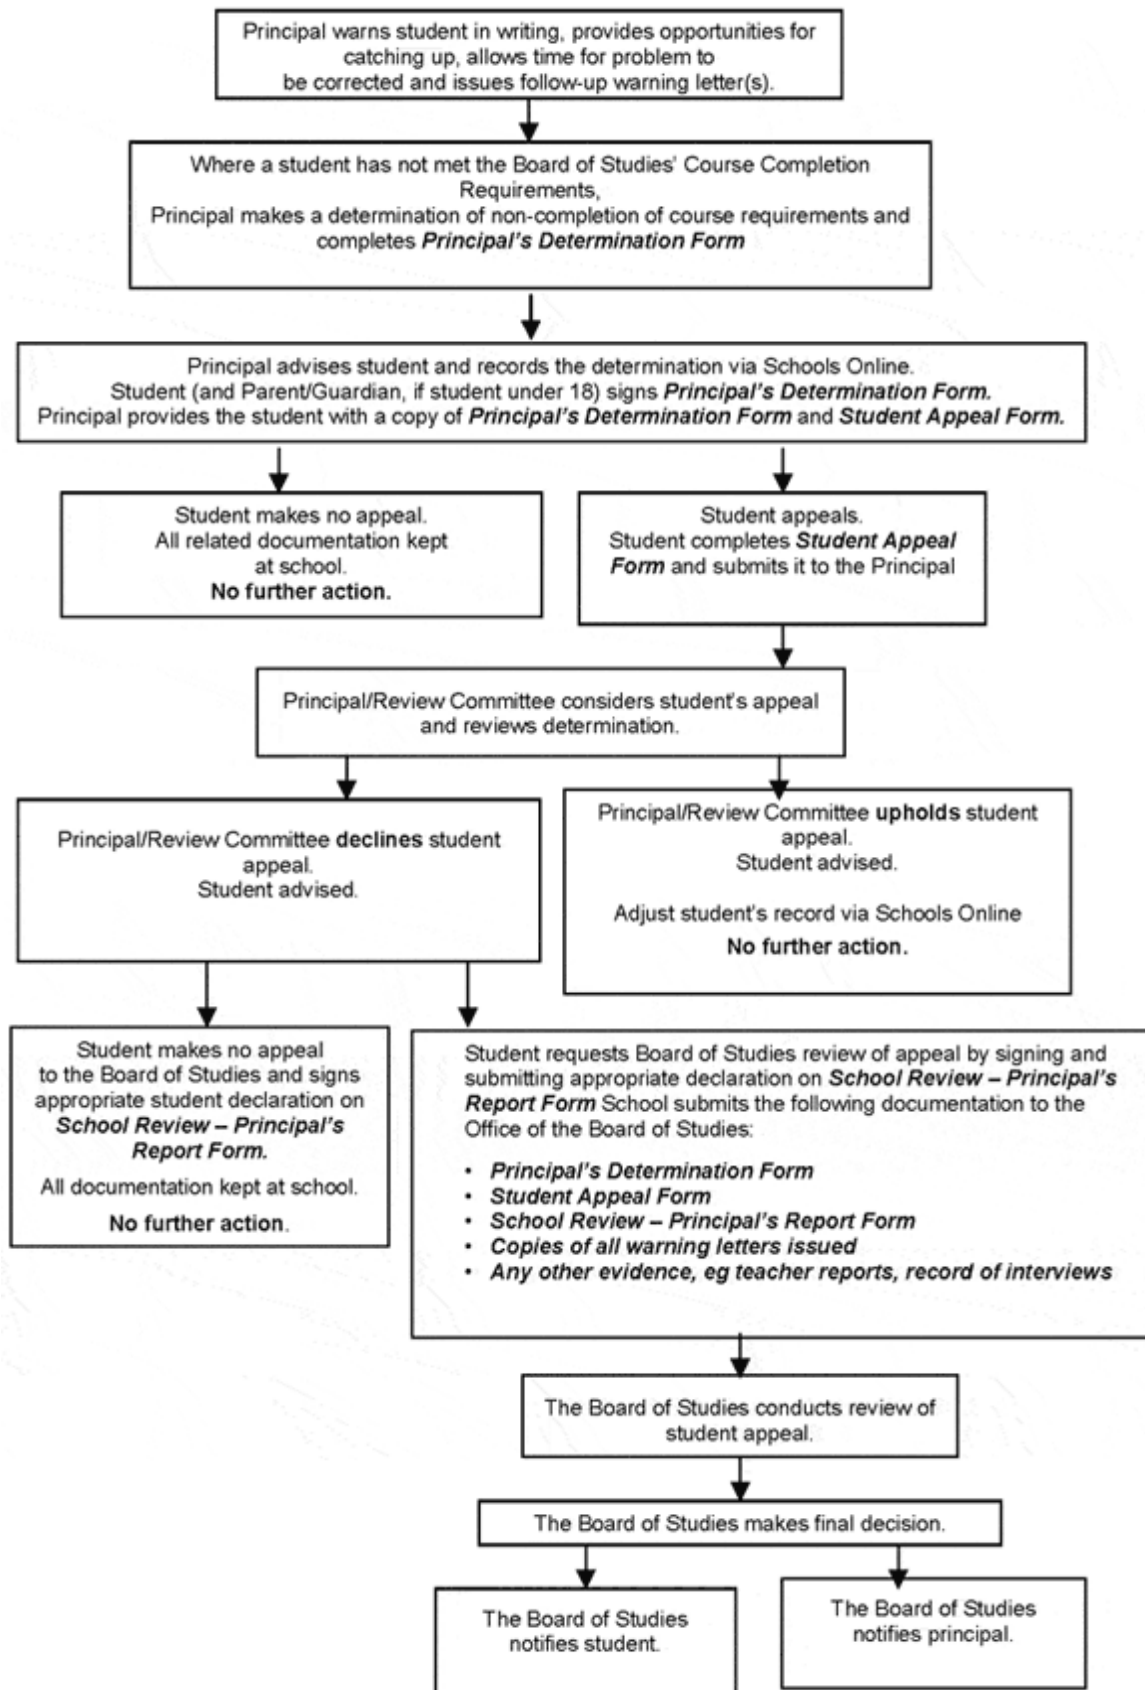 Principal warns student in writing, provides opportunities for
catching up, allows time for problem to
be corrected and issues follow-up warning letter(s).
Where a student has not met the Board of Studies' Course Completion
Requirements,
Principal makes a determination of non-completion of course requirements and
completes Principal's Determination Form
Principal advises student and records the determination via Schools Online.
Student (and Parent/Guardian, if student under 18) signs Principal's Determination Form.
Principal provides the student with a copy of Principal's Determination Form and Student Appeal Form.
Student makes no appeal.
All related documentation kept
at school.
No further action.
Student appeals.
Student completes Student Appeal
Form and submits it to the Principal
Principal/Review Committee considers student's appeal
and reviews determination.
Principal/Review Committee declines student
appeal.
Student advised.
Principal/Review Committee upholds student
appeal.
Student advised.
Adjust student's record via Schools Online
No further action.
Student makes no appeal
to the Board of Studies and signs
appropriate student declaration on
School Review – Principal's
Report Form.
All documentation kept at school.
No further action.
Student requests Board of Studies review of appeal by signing and
submitting appropriate declaration on School Review – Principal's
Report Form School submits the following documentation to the
Office of the Board of Studies:
• Principal's Determination Form
• Student Appeal Form
• School Review – Principal's Report Form
• Copies of all warning letters issued
• Any other evidence, eg teacher reports, record of interviews
The Board of Studies conducts review of
student appeal.
The Board of Studies makes final decision.
The Board of Studies
notifies student.
The Board of Studies
notifies principal.